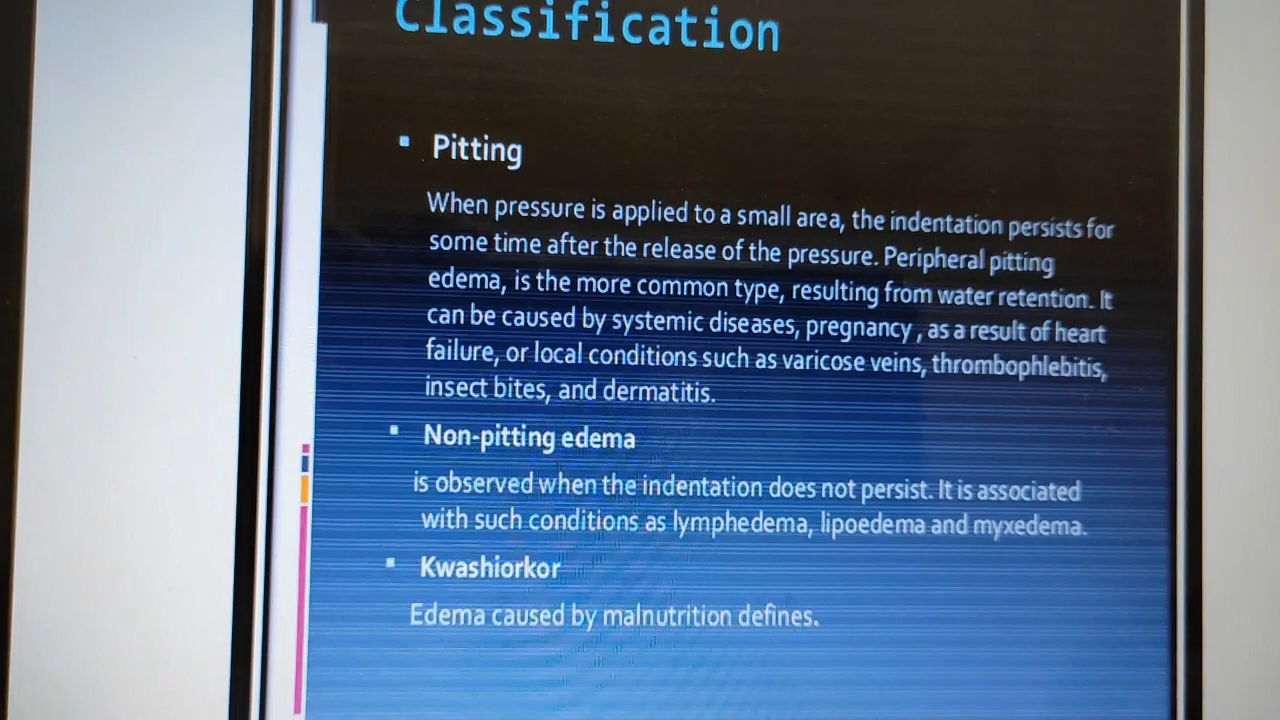 Classification
▪ Pitting
When pressure is applied to a small area, the indentation persists for
some time after the release of the pressure. Peripheral pitting
edema, is the more common type, resulting from water retention. It
can be caused by systemic diseases, pregnancy , as a result of heart
failure, or local conditions such as varicose veins, thrombophlebitis,
insect bites, and dermatitis.
▪ Non-pitting edema
is observed when the indentation does not persist. It is associated
with such conditions as lymphedema, lipoedema and myxedema.
▪ Kwashiorkor
Edema caused by malnutrition defines.